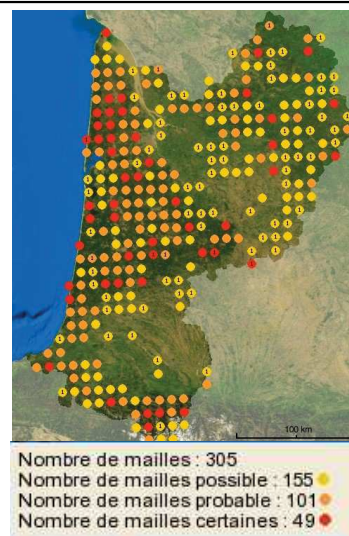 100 km
Nombre de mailles : 305
Nombre de mailles possible : 155
Nombre de mailles probable : 101
Nombre de mailles certaines : 49